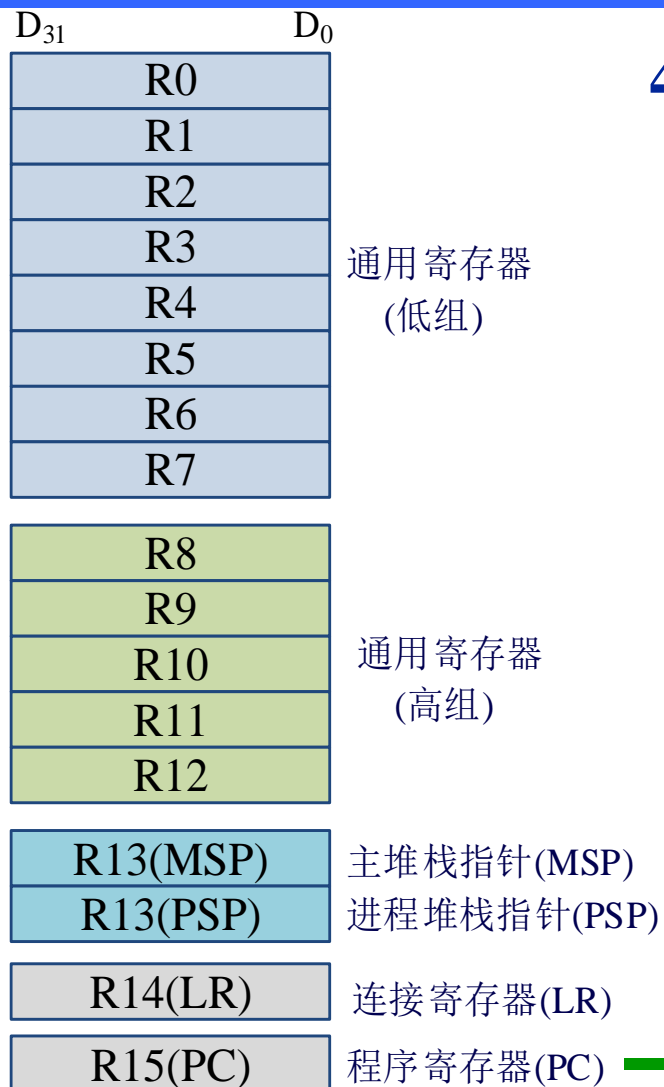 D31 D0
R0
R1
R2
R3
R4
R5
R6
R7
通用寄存器
(低组)
R8
R9
R10
R11
R12
通用寄存器
(高组)
R13(MSP) 主堆栈指针(MSP)
R13(PSP) 进程堆栈指针(PSP)
R14(LR) 连接寄存器(LR)
R15(PC) 程序寄存器(PC)